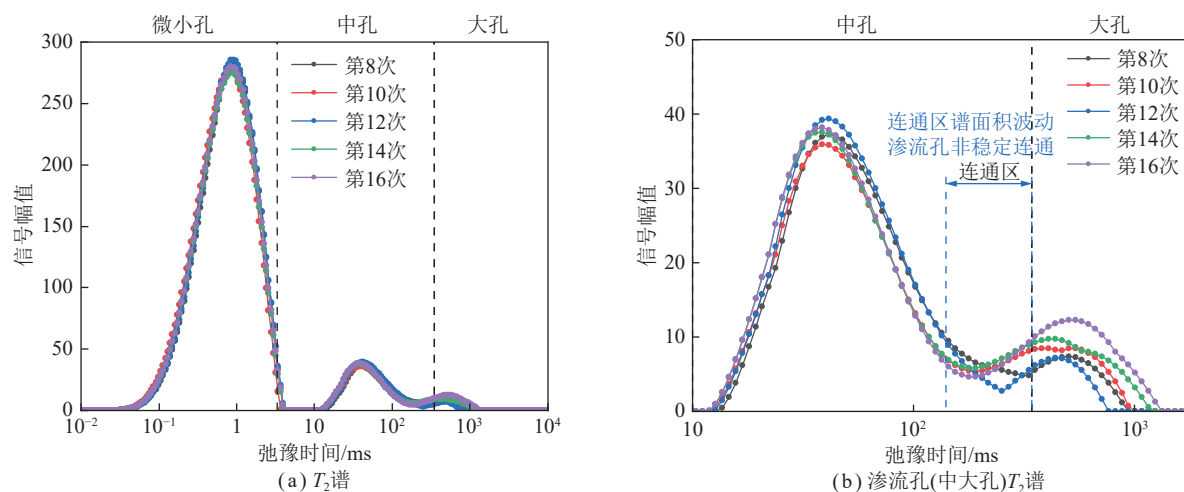 微小孔 中孔 大孔
300
250
200
150
100
50
0
信号幅值
第8次
第10次
第12次
第14次
第16次
10⁻² 10⁻¹ 1 10 10² 10³ 10⁴
弛豫时间/ms
(a) T₂谱
中孔 大孔
50
40
30
20
10
0
信号幅值
第8次
第10次
第12次
第14次
第16次
连通区谱面积波动
渗流孔非稳定连通
连通区
10 10² 10³
弛豫时间/ms
(b) 渗流孔(中大孔)T₂谱